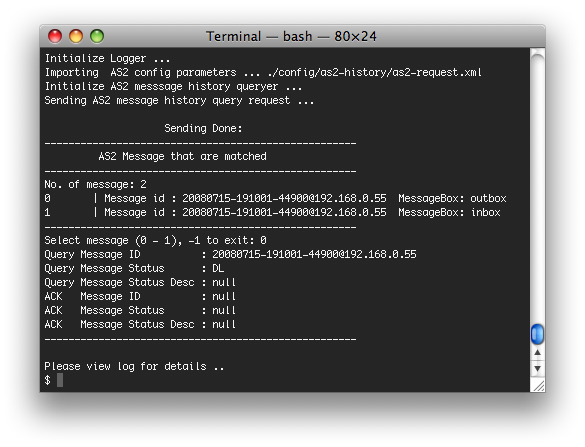 Terminal — bash — 80×24
Initialize Logger ...
Importing  AS2 config parameters ... ./config/as2-history/as2-request.xml
Initialize AS2 messsage history queryer ...
Sending AS2 message history query request ...
Sending Done:
----------------------------------------------------
AS2 Message that are matched
----------------------------------------------------
No. of message: 2
0       | Message id : 20080715-191001-44900@192.168.0.55  MessageBox: outbox
1       | Message id : 20080715-191001-44900@192.168.0.55  MessageBox: inbox
----------------------------------------------------
Select message (0 - 1), -1 to exit: 0
Query Message ID          : 20080715-191001-44900@192.168.0.55
Query Message Status      : DL
Query Message Status Desc : null
ACK   Message ID          : null
ACK   Message Status      : null
ACK   Message Status Desc : null
----------------------------------------------------
Please view log for details ..
$